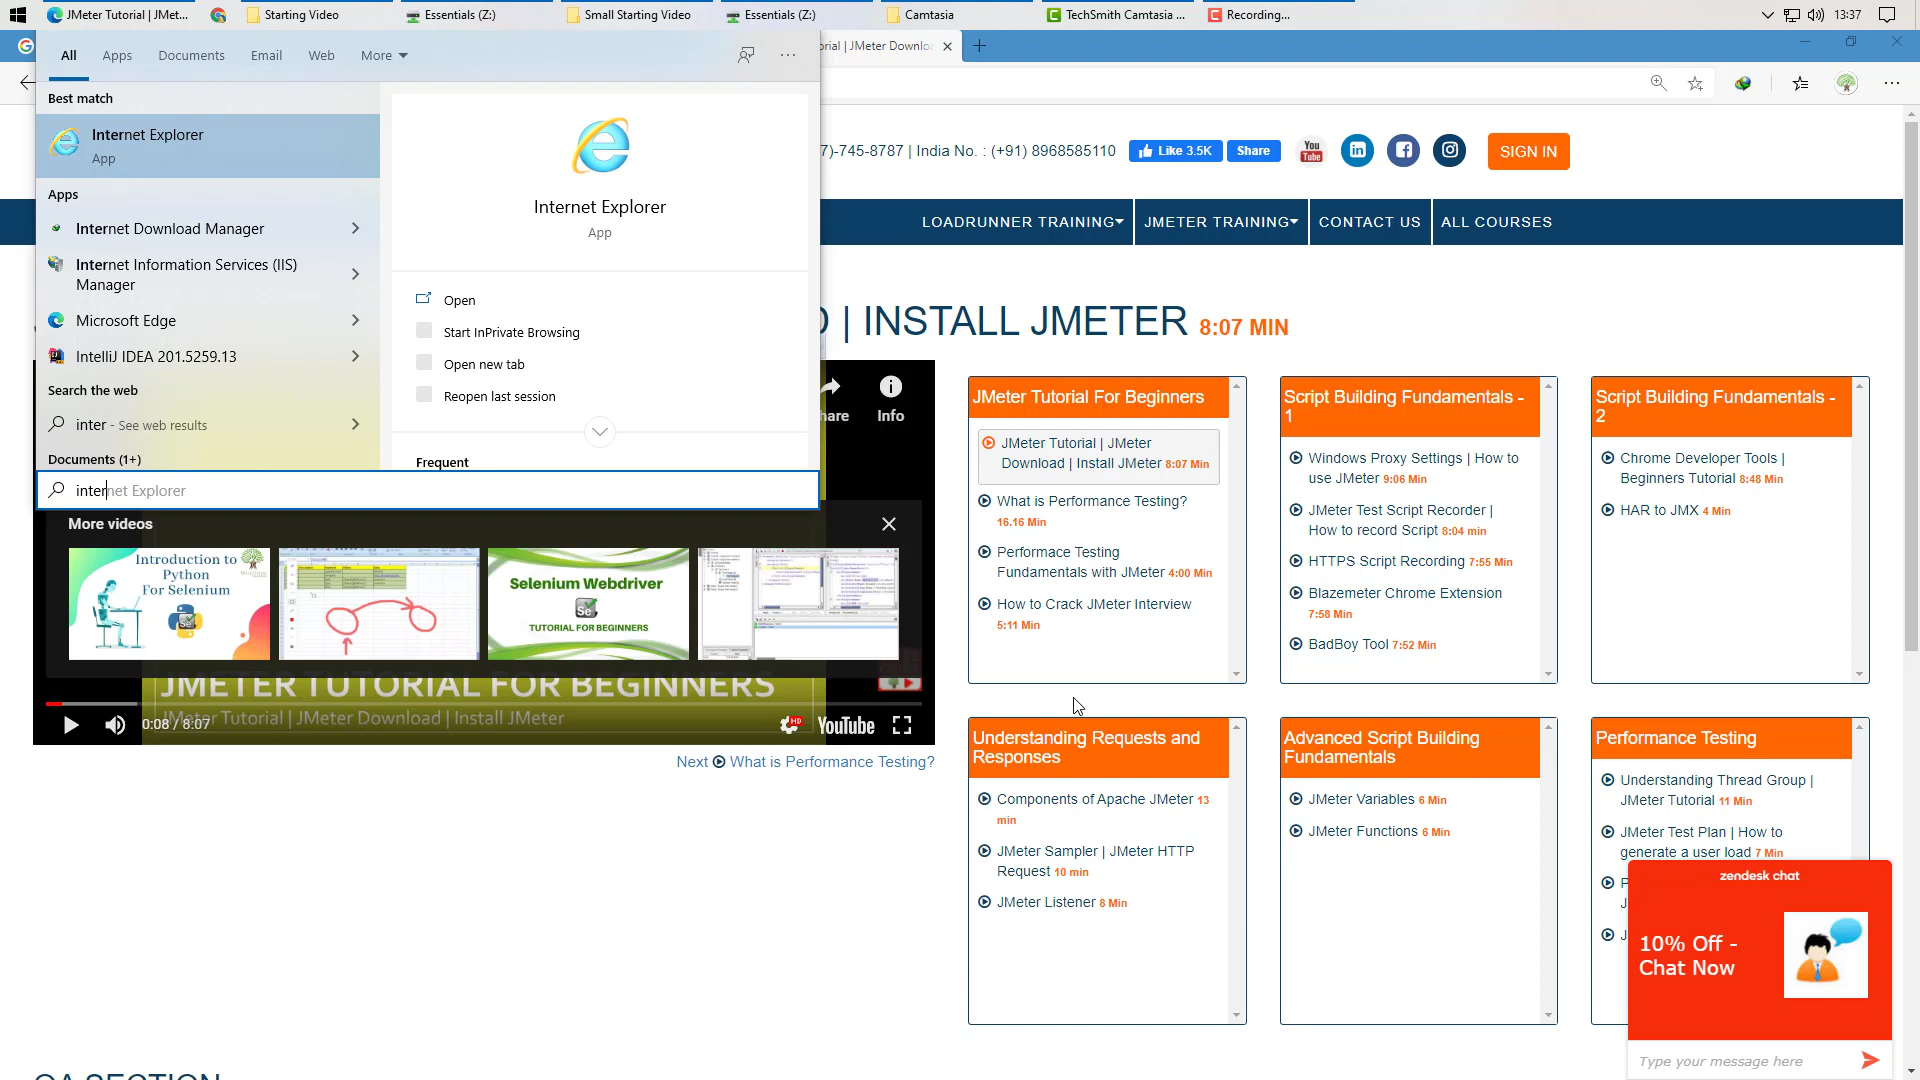 JMeter Tutorial | JMet...
Starting Video
Essentials (Z:)
Small Starting Video
Essentials (Z:)
Camtasia
TechSmith Camtasia ...
Recording...
13:37
All
Apps
Documents
Email
Web
More
orial | JMeter Downlo
Best match
Internet Explorer
App
Apps
Internet Download Manager
Internet Information Services (IIS)
Manager
Microsoft Edge
IntelliJ IDEA 201.5259.13
Search the web
inter - See web results
Documents (1+)
internet Explorer
Internet Explorer
App
Open
Start InPrivate Browsing
Open new tab
Reopen last session
Frequent
7)-745-8787 | India No. : (+91) 8968585110
Like 3.5K
Share
You
Tube
SIGN IN
LOADRUNNER TRAINING
JMETER TRAINING
CONTACT US
ALL COURSES
D | INSTALL JMETER 8:07 MIN
hare
Info
More videos
Introduction to
Python
For Selenium
Selenium Webdriver
Se
TUTORIAL FOR BEGINNERS
JMETER TUTORIAL FOR BEGINNERS
JMeter Tutorial | JMeter Download | Install JMeter
0:08 / 8:07
HD
YouTube
Next What is Performance Testing?
JMeter Tutorial For Beginners
JMeter Tutorial | JMeter
Download | Install JMeter 8:07 Min
What is Performance Testing?
16.16 Min
Performace Testing
Fundamentals with JMeter 4:00 Min
How to Crack JMeter Interview
5:11 Min
Script Building Fundamentals -
1
Windows Proxy Settings | How to
use JMeter 9:06 Min
JMeter Test Script Recorder |
How to record Script 8:04 min
HTTPS Script Recording 7:55 Min
Blazemeter Chrome Extension
7:58 Min
BadBoy Tool 7:52 Min
Script Building Fundamentals -
2
Chrome Developer Tools |
Beginners Tutorial 8:48 Min
HAR to JMX 4 Min
Understanding Requests and
Responses
Components of Apache JMeter 13
min
JMeter Sampler | JMeter HTTP
Request 10 min
JMeter Listener 8 Min
Advanced Script Building
Fundamentals
JMeter Variables 6 Min
JMeter Functions 6 Min
Performance Testing
Understanding Thread Group |
JMeter Tutorial 11 Min
JMeter Test Plan | How to
generate a user load 7 Min
P
J
J
zendesk chat
10% Off -
Chat Now
Type your message here
QA SECTION